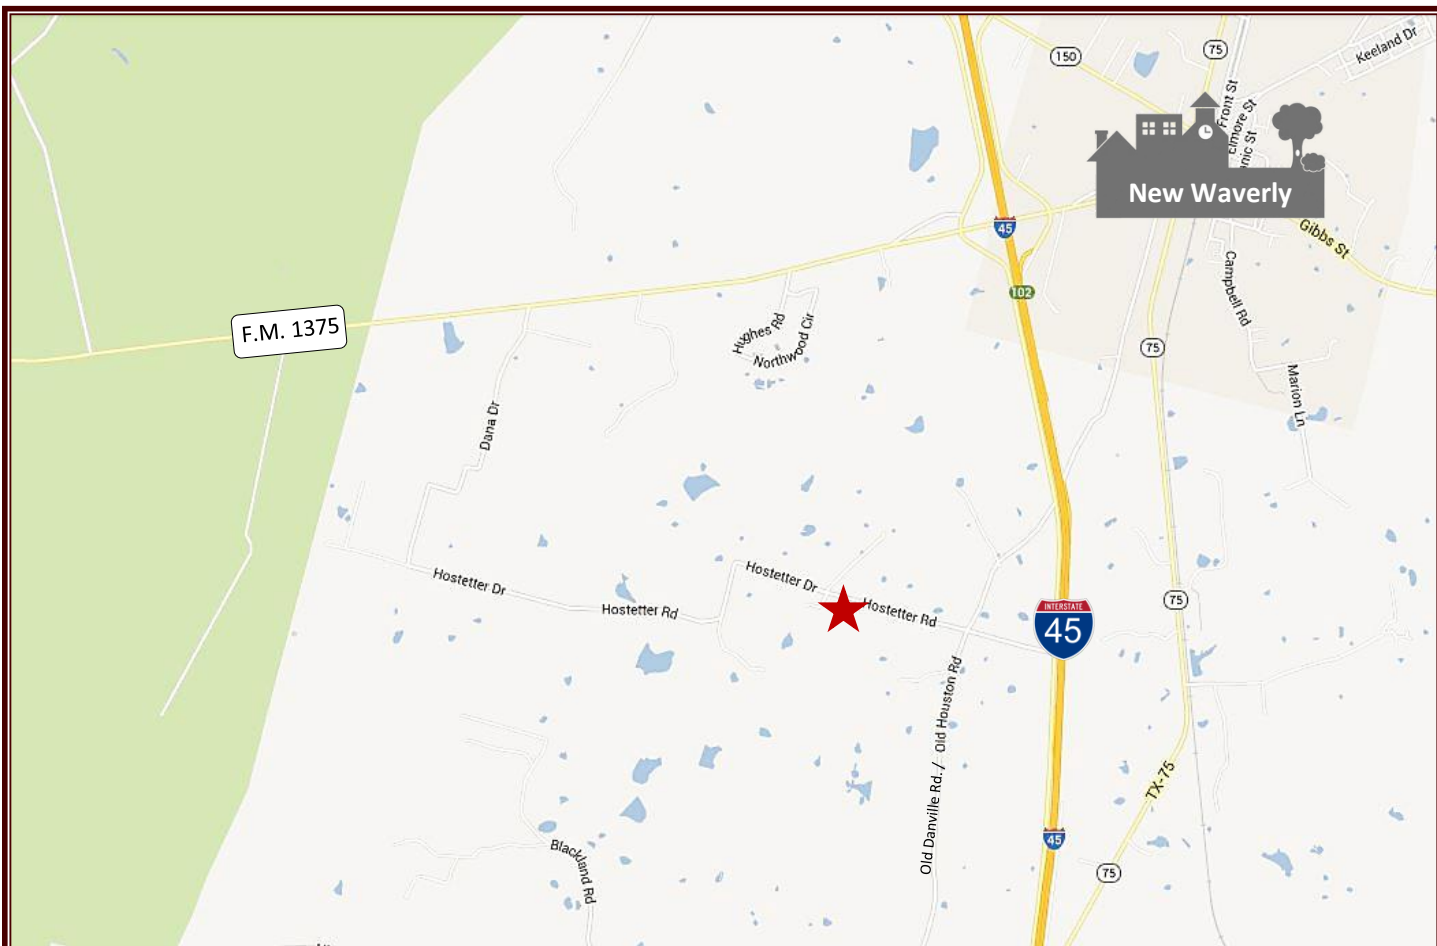 150
75
Keeland Dr
Front St
Elmore St
New Waverly
45
Gibbs St
Campbell Rd
102
F.M. 1375
Hughes Rd
Northwood Cir
75
Marion Ln
Dana Dr
Hostetter Dr
Hostetter Rd
Hostetter Dr
Hostetter Rd
INTERSTATE
45
75
Old Danville Rd. / Old Houston Rd
TX-75
45
Blackland Rd
75